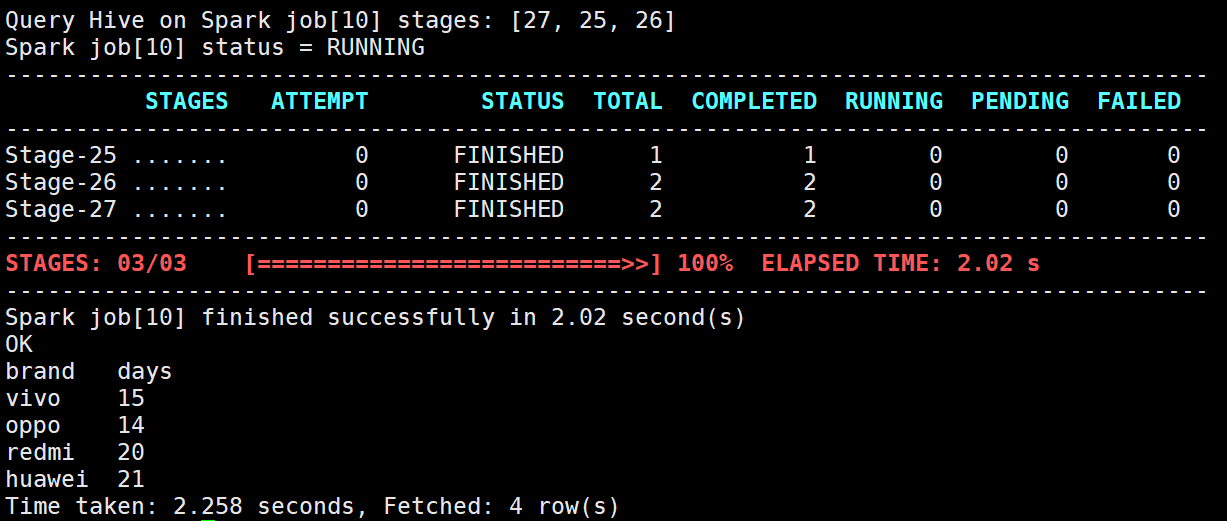 Query Hive on Spark job[10] stages: [27, 25, 26]
Spark job[10] status = RUNNING
--------------------------------------------------------------------------------------
STAGES ATTEMPT STATUS TOTAL COMPLETED RUNNING PENDING FAILED
--------------------------------------------------------------------------------------
Stage-25 ....... 0 FINISHED 1 1 0 0 0
Stage-26 ....... 0 FINISHED 2 2 0 0 0
Stage-27 ....... 0 FINISHED 2 2 0 0 0
--------------------------------------------------------------------------------------
STAGES: 03/03 [==========================>>] 100% ELAPSED TIME: 2.02 s
--------------------------------------------------------------------------------------
Spark job[10] finished successfully in 2.02 second(s)
OK
brand days
vivo 15
oppo 14
redmi 20
huawei 21
Time taken: 2.258 seconds, Fetched: 4 row(s)